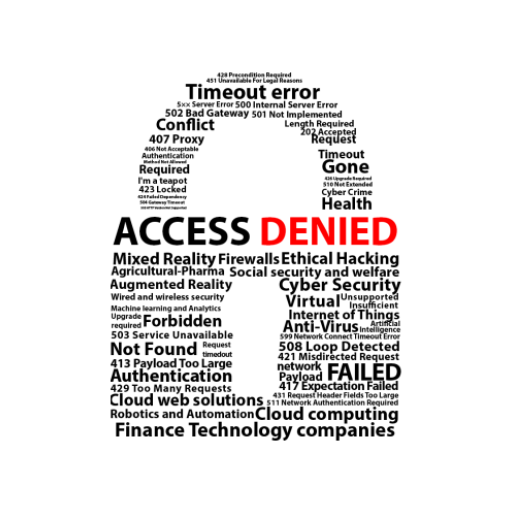 428 Precondition Required
451 Unavailable For Legal Reasons
Timeout error
5×× Server Error 500 Internal Server Error
502 Bad Gateway 501 Not Implemented
Conflict Length Required
202 Accepted
407 Proxy Request
406 Not Acceptable
Authentication Timeout
Method Not Allowed
Required Gone
I'm a teapot 426 Upgrade Required
423 Locked 510 Not Extended
424 Failed Dependency Cyber Crime
504 Gateway Timeout Health
505 HTTP Version Not Supported
ACCESS DENIED
Mixed Reality Firewalls Ethical Hacking
Agricultural-Pharma Social security and welfare
Augmented Reality Cyber Security
Wired and wireless security Virtual Unsupported
Insufficient
Machine learning and Analytics Internet of Things
Upgrade required Forbidden Anti-Virus Artificial Intelligence
503 Service Unavailable 599 Network Connect Timeout Error
Not Found Request timedout 508 Loop Detected
421 Misdirected Request
413 Payload Too Large network FAILED
Authentication Payload
429 Too Many Requests 417 Expectation Failed
Cloud web solutions 431 Request Header Fields Too Large
511 Network Authentication Required
Robotics and Automation Cloud computing
Finance Technology companies